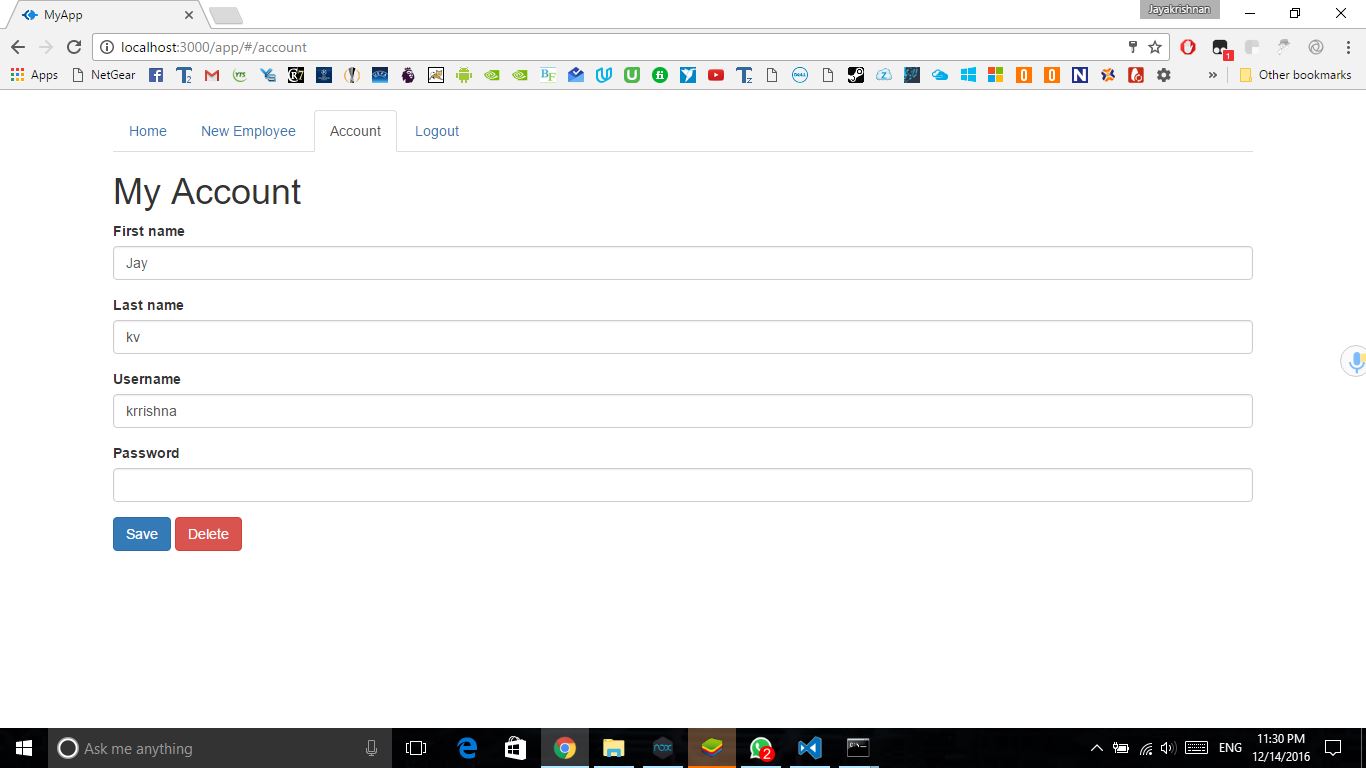 MyApp
Jayakrishnan
localhost:3000/app/#/account
1
Apps NetGear Other bookmarks
Home New Employee Account Logout
My Account
First name
Jay
Last name
kv
Username
krrishna
Password
Save Delete
Ask me anything
2
ENG
11:30 PM
12/14/2016